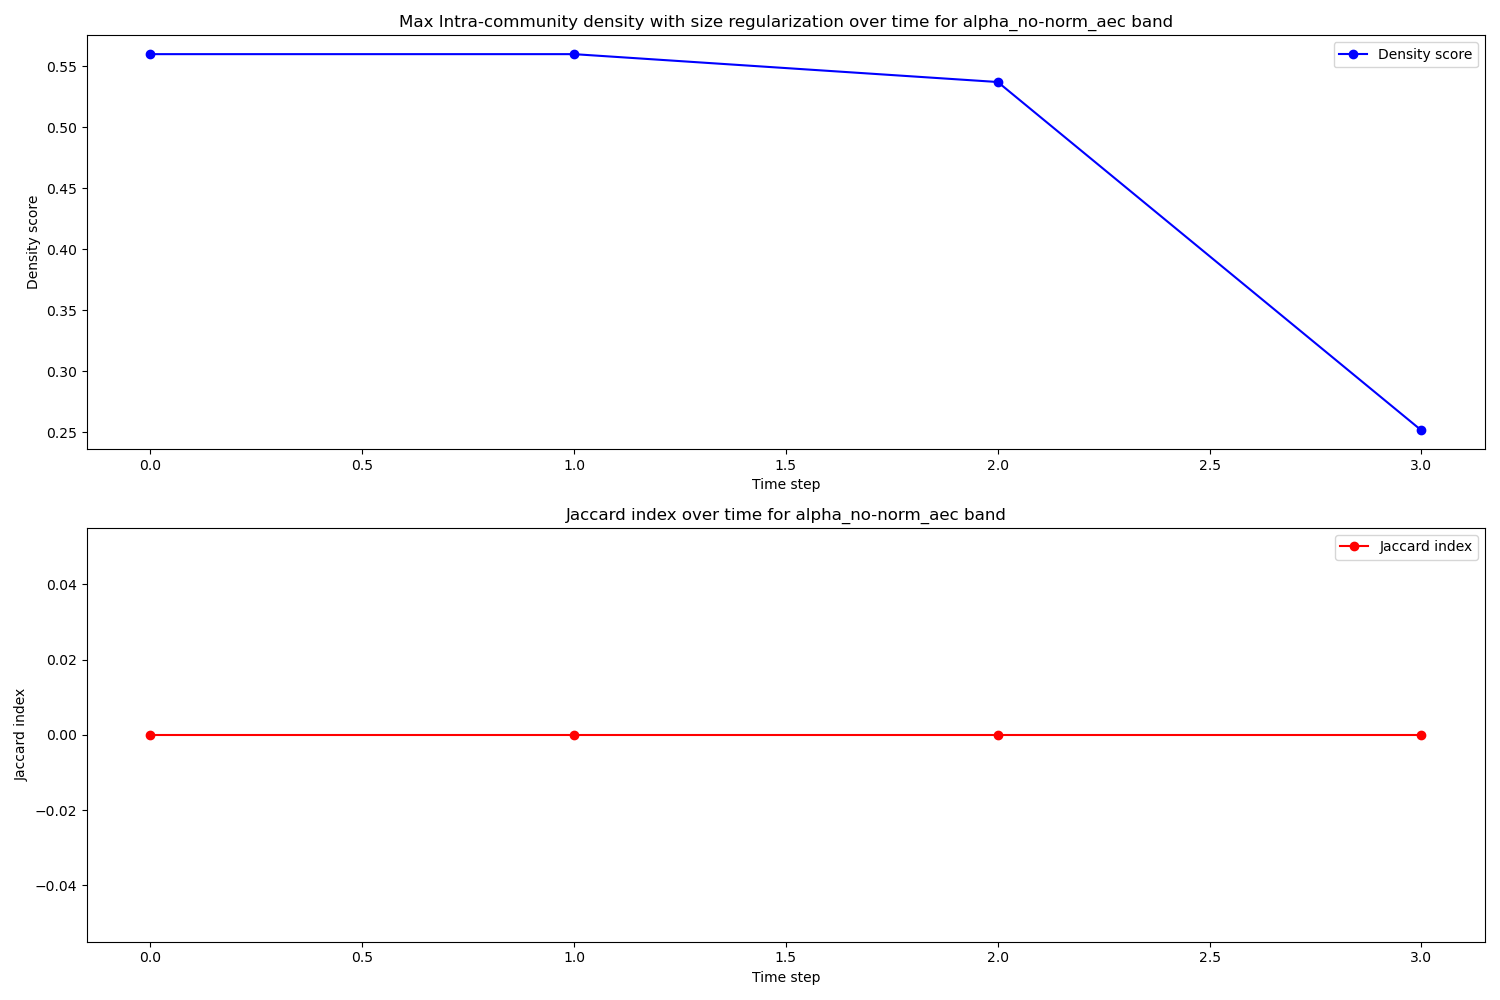 Max Intra-community density with size regularization over time for alpha_no-norm_aec band
Density score
0.55
0.50
0.45
0.40
0.35
0.30
0.25
Density score
0.0 0.5 1.0 1.5 2.0 2.5 3.0
Time step
Jaccard index over time for alpha_no-norm_aec band
Jaccard index
0.04
0.02
0.00
−0.02
−0.04
Jaccard index
0.0 0.5 1.0 1.5 2.0 2.5 3.0
Time step